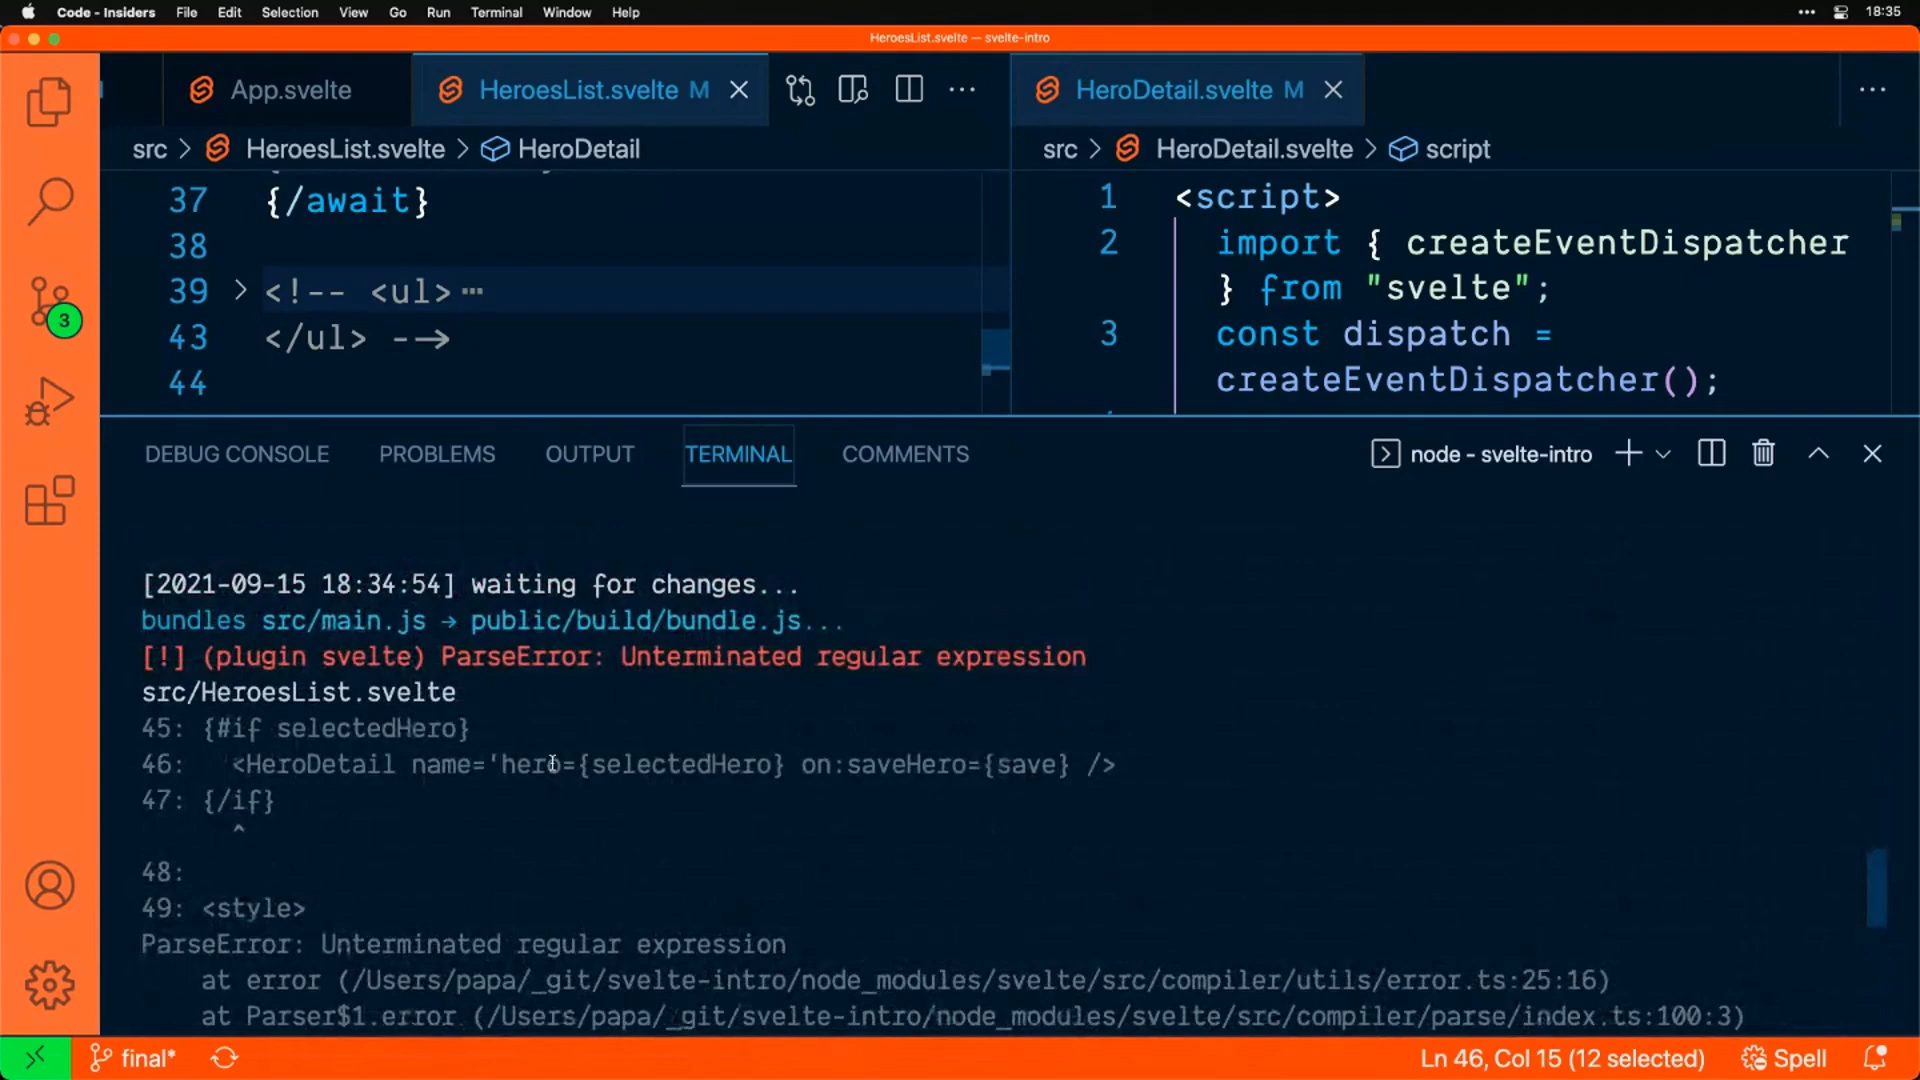 Code - Insiders File Edit Selection View Go Run Terminal Window Help 18:35
HeroesList.svelte — svelte-intro
App.svelte HeroesList.svelte M HeroDetail.svelte M
src > HeroesList.svelte > HeroDetail
37 {/await}
38
39 <!-- <ul>…
43 </ul> -->
44
src > HeroDetail.svelte > script
1 <script>
2 import { createEventDispatcher
} from "svelte";
3 const dispatch =
createEventDispatcher();
3
DEBUG CONSOLE PROBLEMS OUTPUT TERMINAL COMMENTS node - svelte-intro
[2021-09-15 18:34:54] waiting for changes...
bundles src/main.js → public/build/bundle.js...
[!] (plugin svelte) ParseError: Unterminated regular expression
src/HeroesList.svelte
45: {#if selectedHero}
46:   <HeroDetail name='hero={selectedHero} on:saveHero={save} />
47: {/if}
^
48:
49: <style>
ParseError: Unterminated regular expression
at error (/Users/papa/_git/svelte-intro/node_modules/svelte/src/compiler/utils/error.ts:25:16)
at Parser$1.error (/Users/papa/_git/svelte-intro/node_modules/svelte/src/compiler/parse/index.ts:100:3)
final* Ln 46, Col 15 (12 selected) Spell